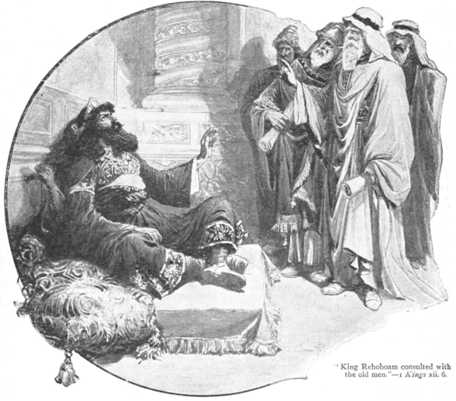 "King Rehoboam consulted with
the old men."—1 Kings xii. 6.